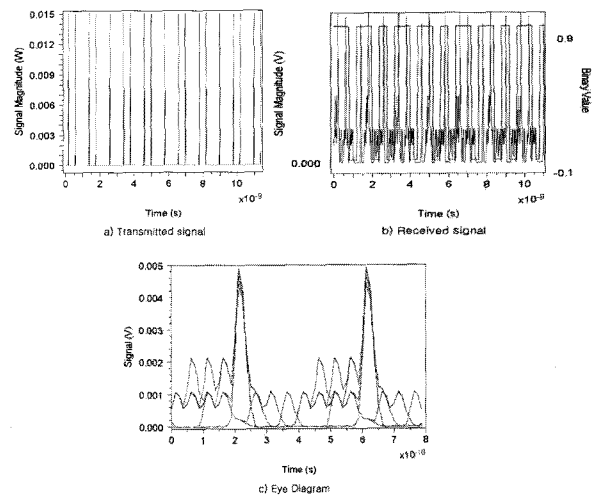 0.015
0.012
0.009
0.006
0.003
0.000
Signal Magnitude (W)
0 2 4 6 8 10
x10⁻⁹
Time (s)
a) Transmitted signal
Signal Magnitude (V)
0.000
0.9
-0.1
Binary Value
0 2 4 6 8 10
x10⁻⁹
Time (s)
b) Received signal
0.005
0.004
0.003
0.002
0.001
0.000
Signal (V)
0 1 2 3 4 5 6 7 8
Time (s)
c) Eye Diagram